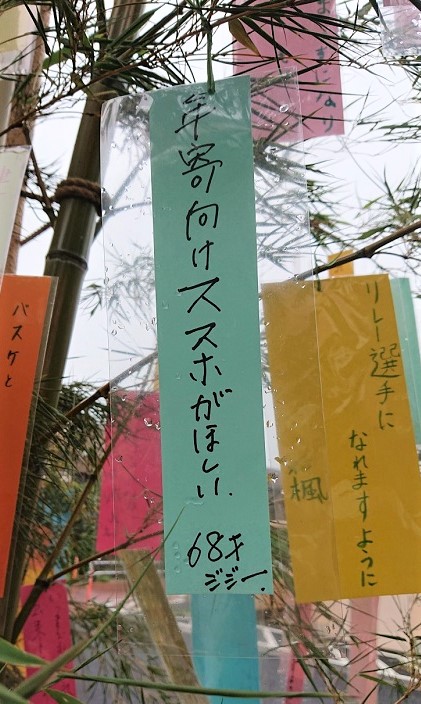 年寄向けススホがほしい.
68才
ジジー.
リレー選手に
なれますように
楓
バスケと